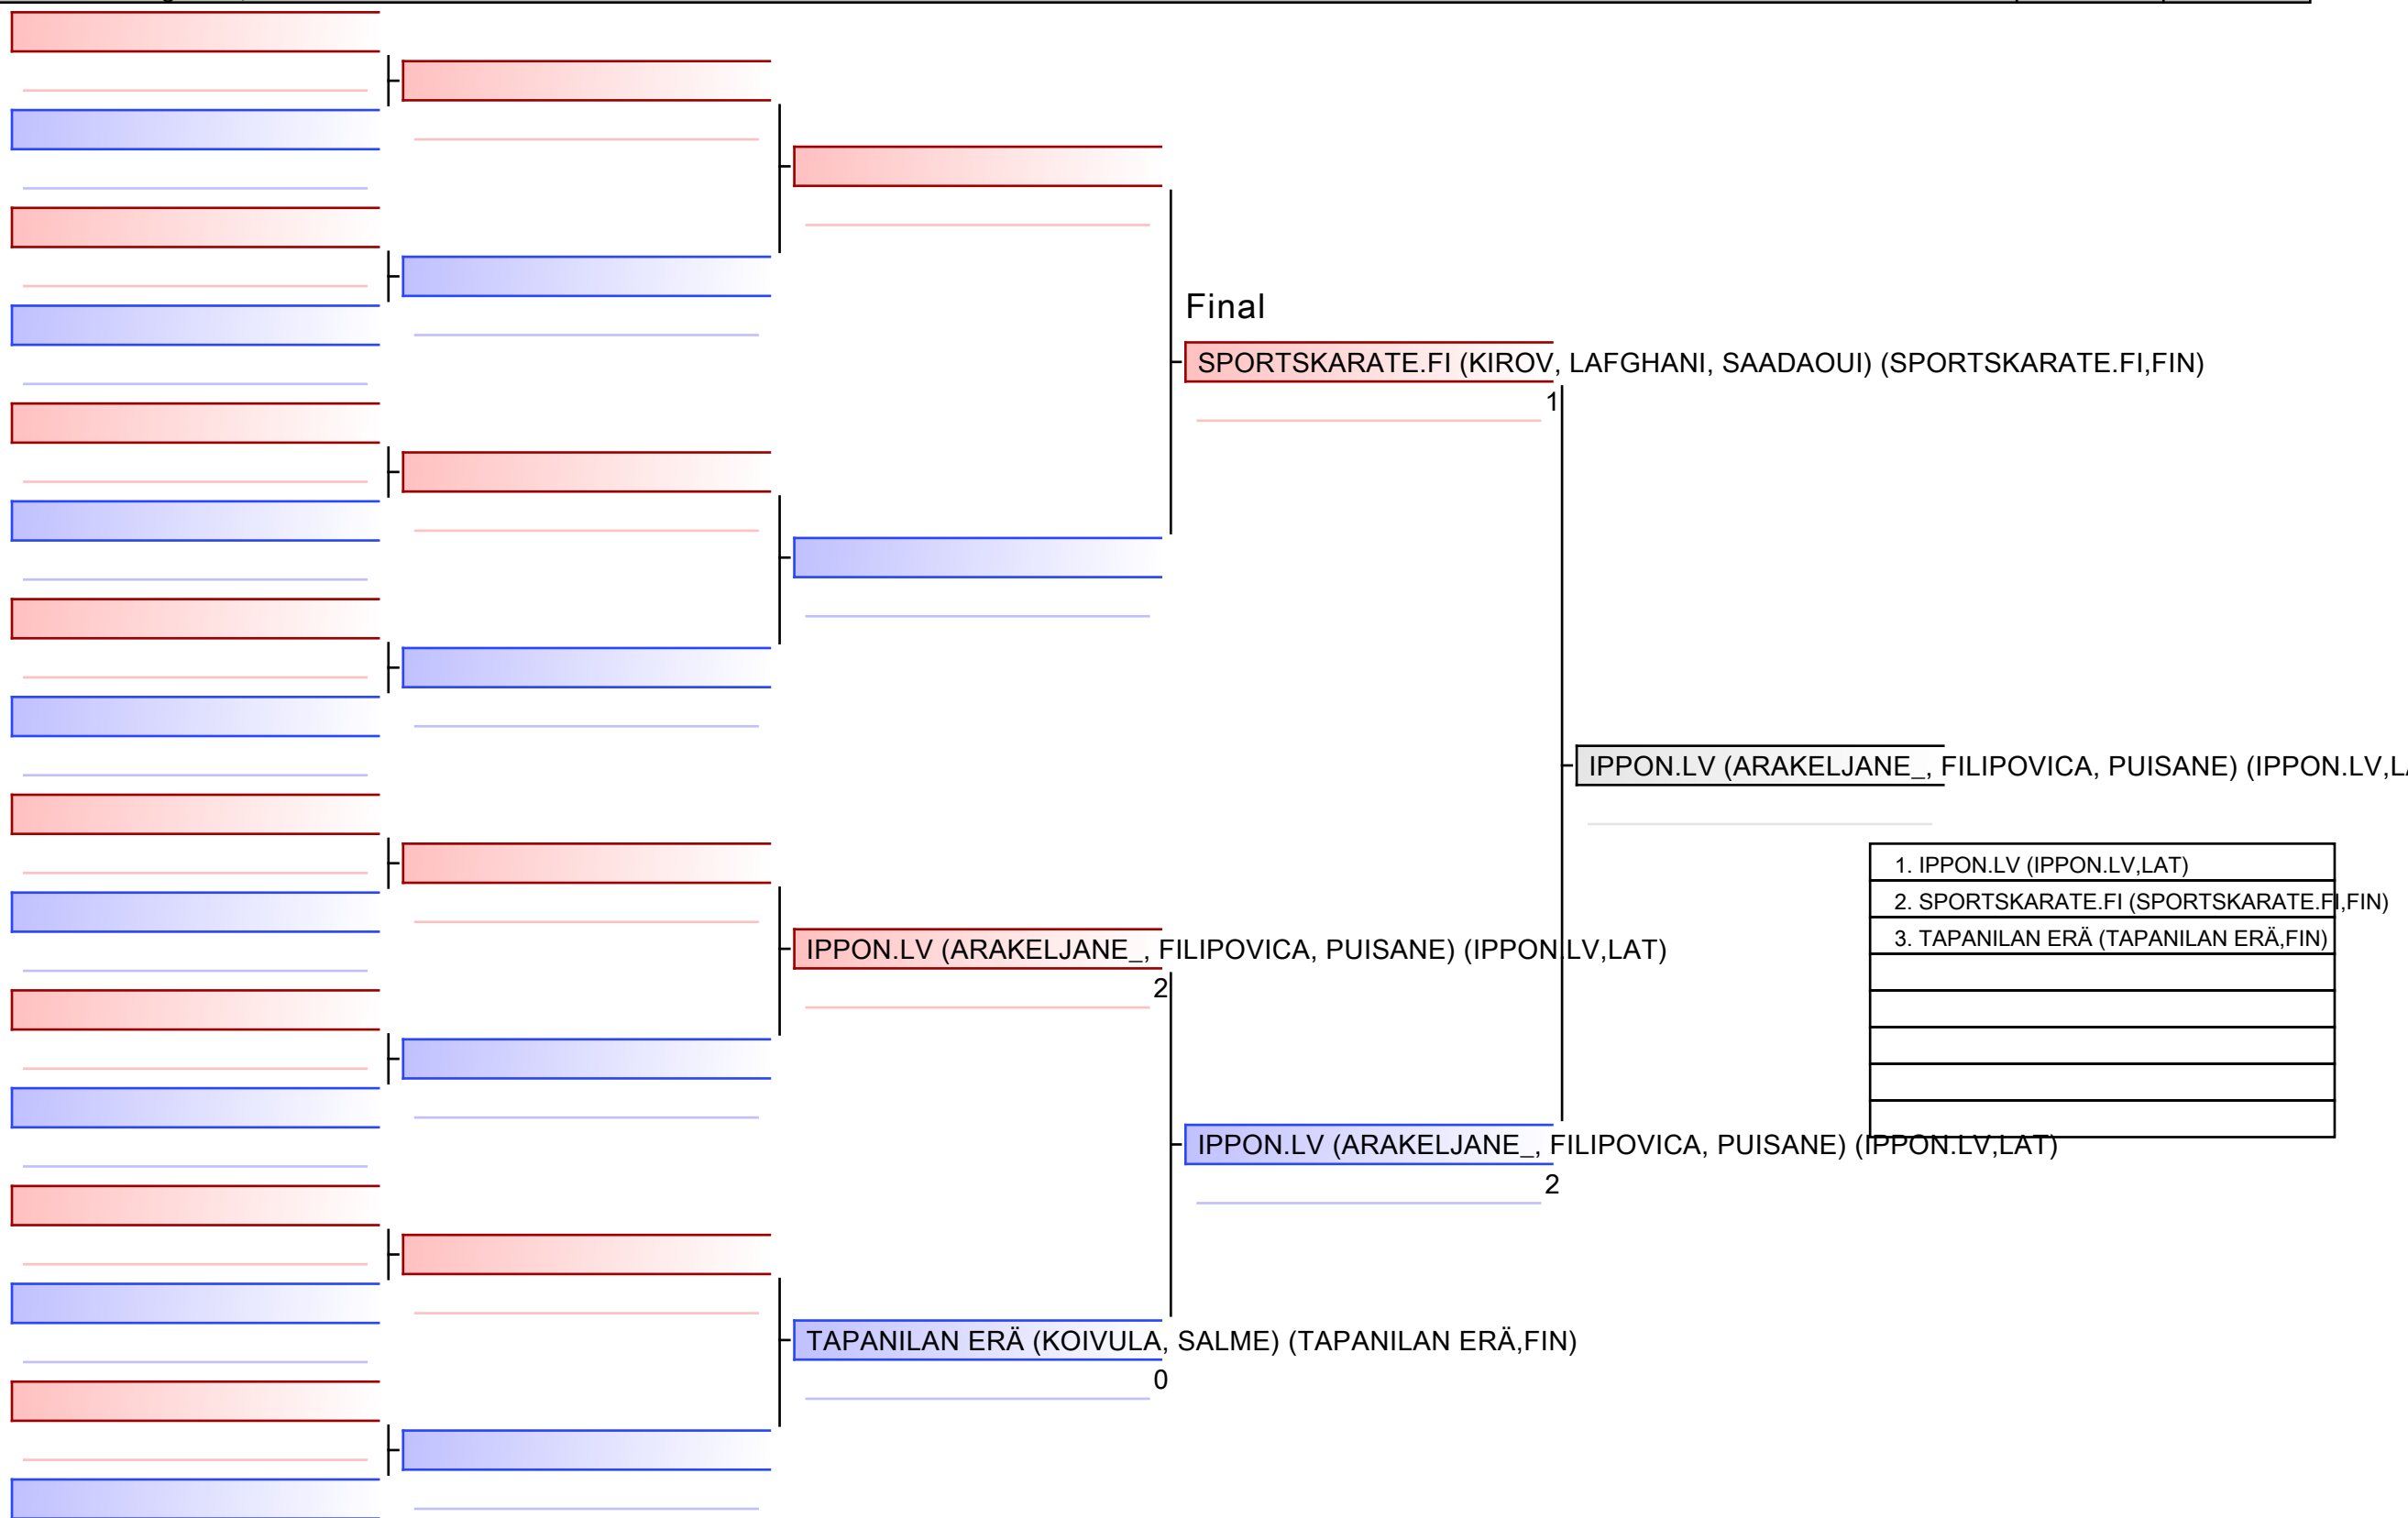 Final
SPORTSKARATE.FI (KIROV, LAFGHANI, SAADAOUI) (SPORTSKARATE.FI,FIN)
1
IPPON.LV (ARAKELJANE_, FILIPOVICA, PUISANE) (IPPON.LV,LA
1. IPPON.LV (IPPON.LV,LAT)
2. SPORTSKARATE.FI (SPORTSKARATE.FI,FIN)
3. TAPANILAN ERÄ (TAPANILAN ERÄ,FIN)
IPPON.LV (ARAKELJANE_, FILIPOVICA, PUISANE) (IPPON.LV,LAT)
2
IPPON.LV (ARAKELJANE_, FILIPOVICA, PUISANE) (IPPON.LV,LAT)
2
TAPANILAN ERÄ (KOIVULA, SALME) (TAPANILAN ERÄ,FIN)
0